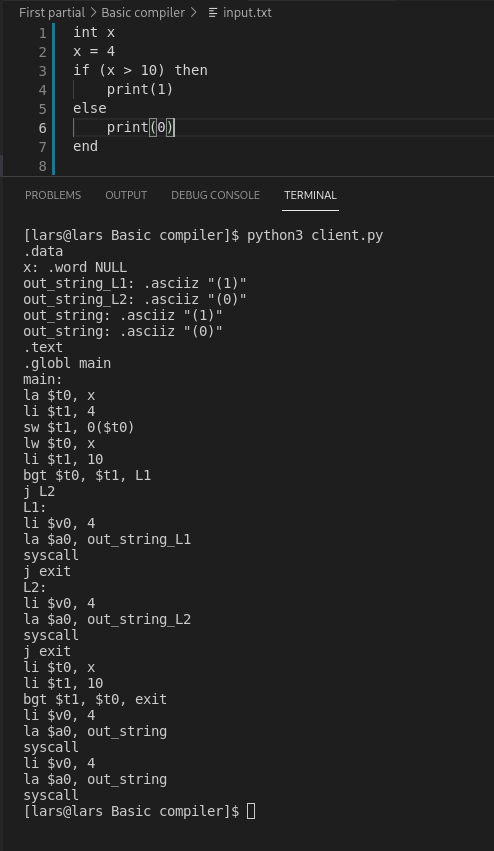 First partial > Basic compiler > input.txt
1 int x
2 x = 4
3 if (x > 10) then
4     print(1)
5 else
6     print(0)
7 end
8
PROBLEMS OUTPUT DEBUG CONSOLE TERMINAL
[lars@lars Basic compiler]$ python3 client.py
.data
x: .word NULL
out_string_L1: .asciiz "(1)"
out_string_L2: .asciiz "(0)"
out_string: .asciiz "(1)"
out_string: .asciiz "(0)"
.text
.globl main
main:
la $t0, x
li $t1, 4
sw $t1, 0($t0)
lw $t0, x
li $t1, 10
bgt $t0, $t1, L1
j L2
L1:
li $v0, 4
la $a0, out_string_L1
syscall
j exit
L2:
li $v0, 4
la $a0, out_string_L2
syscall
j exit
li $t0, x
li $t1, 10
bgt $t1, $t0, exit
li $v0, 4
la $a0, out_string
syscall
li $v0, 4
la $a0, out_string
syscall
[lars@lars Basic compiler]$